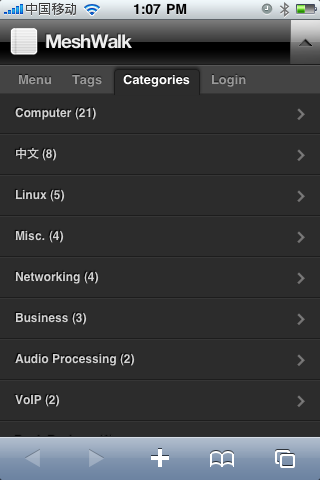 中国移动 1:07 PM
MeshWalk
Menu Tags Categories Login
Computer (21)
中文 (8)
Linux (5)
Misc. (4)
Networking (4)
Business (3)
Audio Processing (2)
VoIP (2)